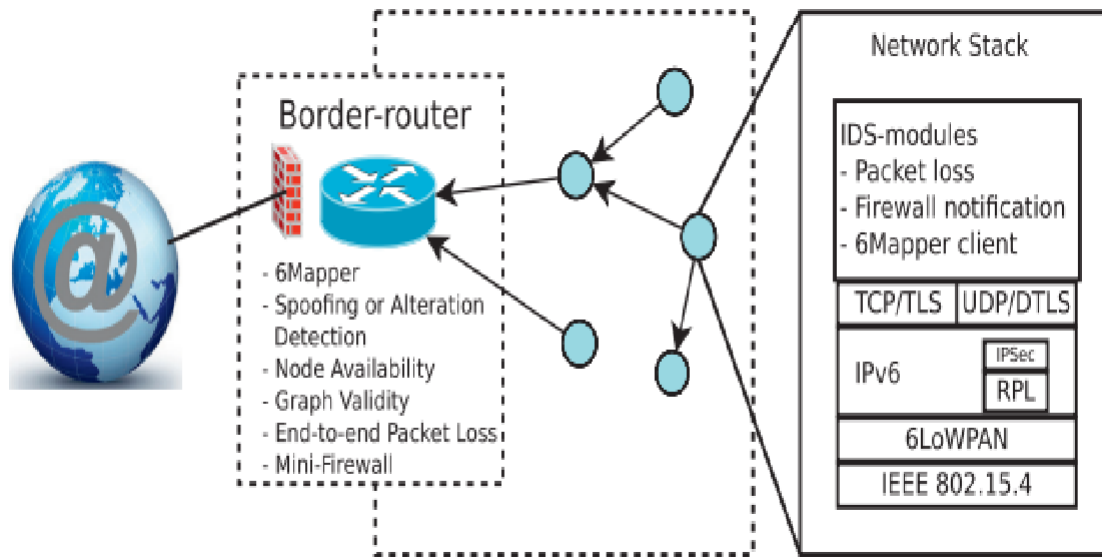 Border-router
- 6Mapper
- Spoofing or Alteration
Detection
- Node Availability
- Graph Validity
- End-to-end Packet Loss
- Mini-Firewall
@
Network Stack
IDS-modules
- Packet loss
- Firewall notification
- 6Mapper client
TCP/TLS UDP/DTLS
IPv6
IPSec
RPL
6LoWPAN
IEEE 802.15.4